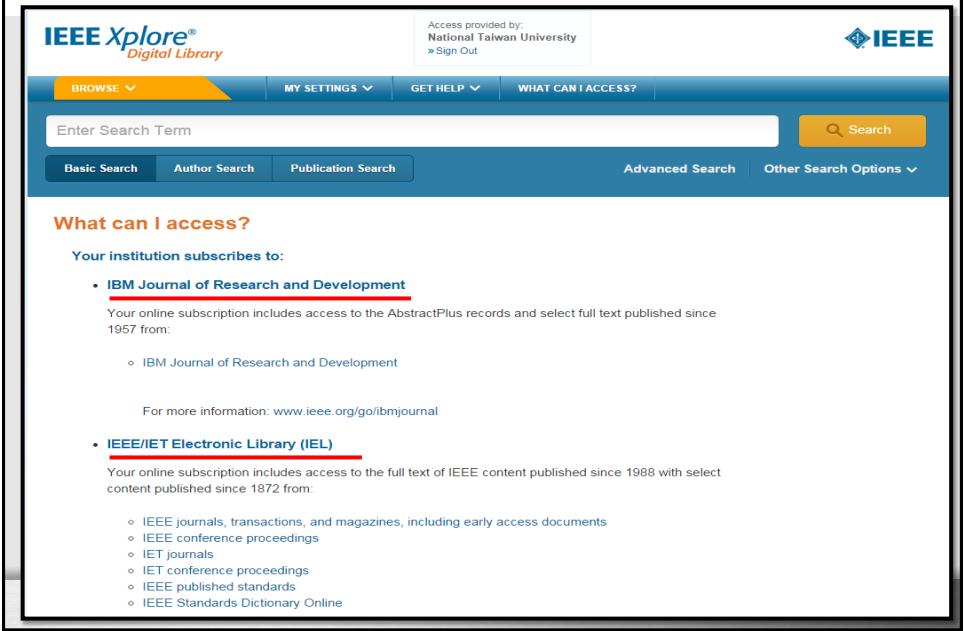 IEEE Xplore®
Digital Library
Access provided by:
National Taiwan University
» Sign Out
IEEE
BROWSE
MY SETTINGS
GET HELP
WHAT CAN I ACCESS?
Enter Search Term
Search
Basic Search
Author Search
Publication Search
Advanced Search
Other Search Options
What can I access?
Your institution subscribes to:
• IBM Journal of Research and Development
Your online subscription includes access to the AbstractPlus records and select full text published since
1957 from:
◦ IBM Journal of Research and Development
For more information: www.ieee.org/go/ibmjournal
• IEEE/IET Electronic Library (IEL)
Your online subscription includes access to the full text of IEEE content published since 1988 with select
content published since 1872 from:
◦ IEEE journals, transactions, and magazines, including early access documents
◦ IEEE conference proceedings
◦ IET journals
◦ IET conference proceedings
◦ IEEE published standards
◦ IEEE Standards Dictionary Online